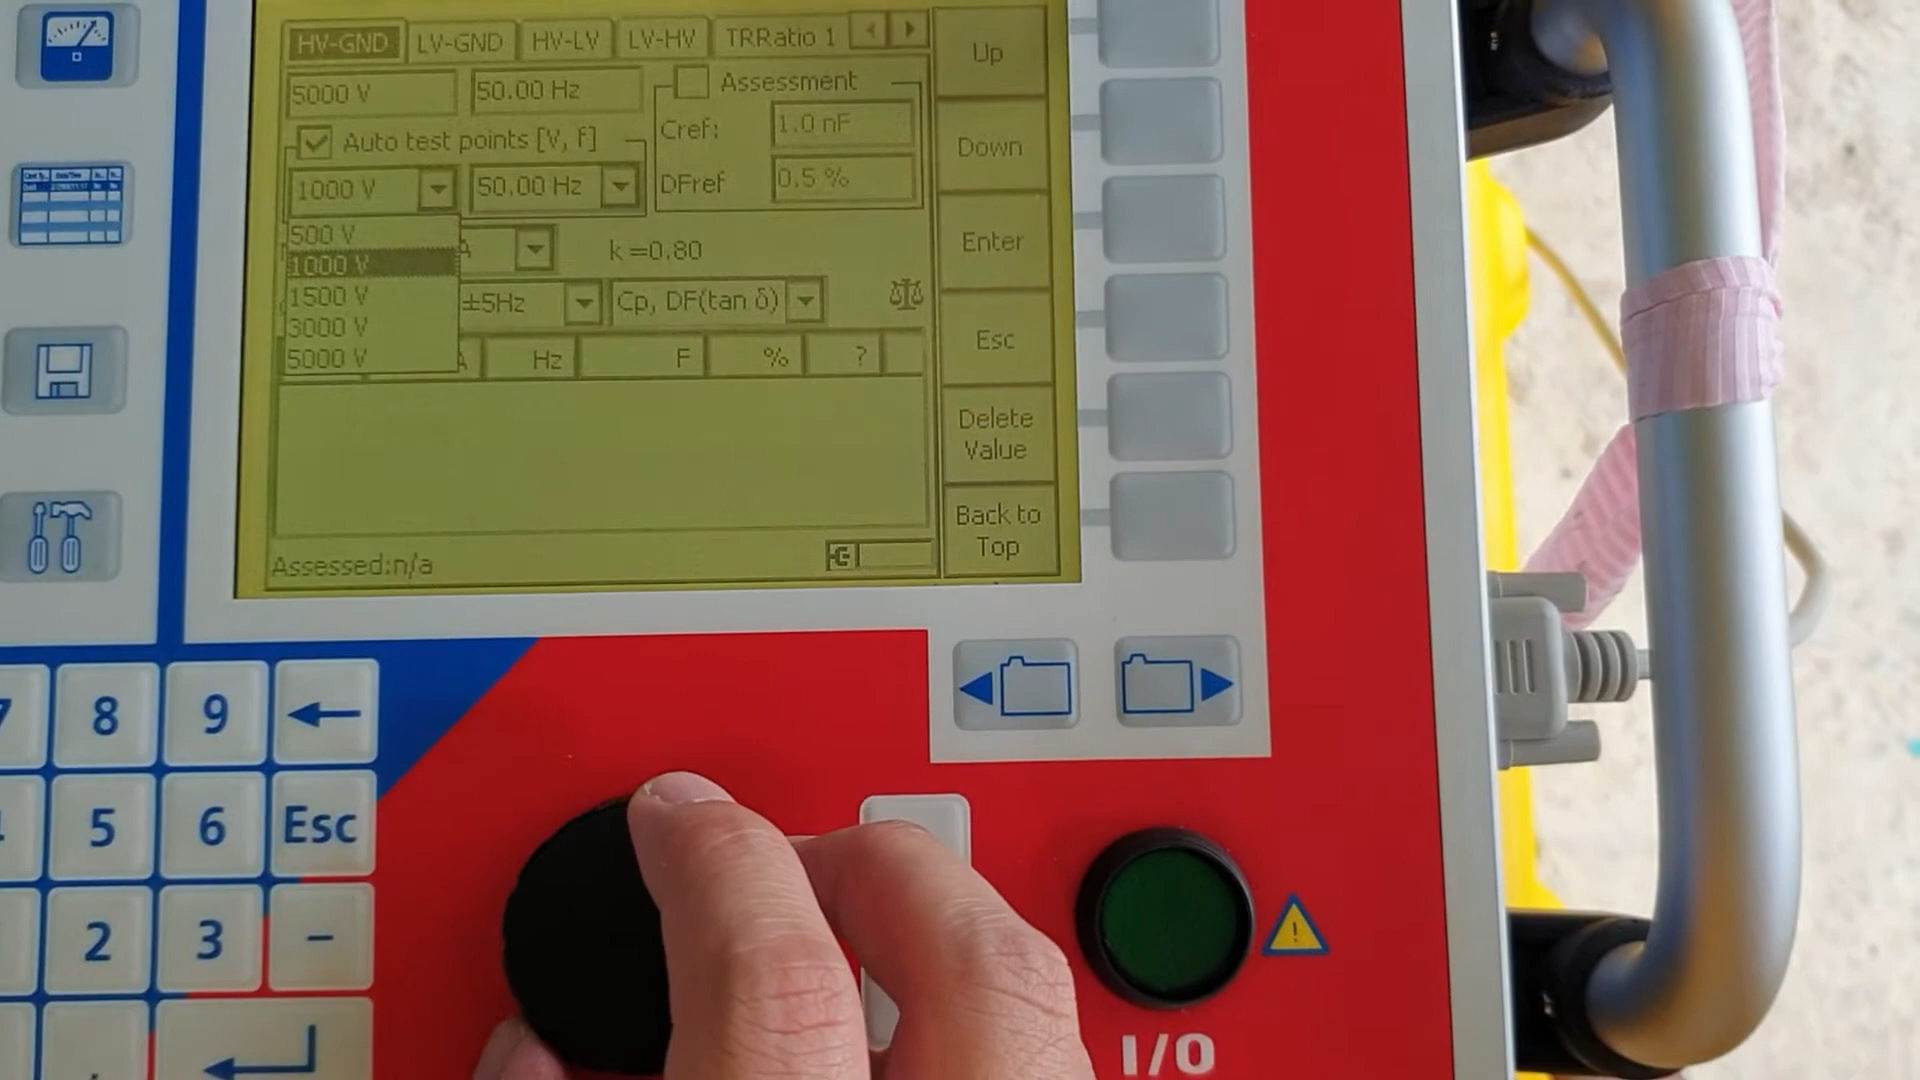 HV-GND LV-GND HV-LV LV-HV TRRatio 1
Up
5000 V 50.00 Hz
Assessment
Cref: 1.0 nF
DFref 0.5 %
Auto test points [V, f]
1000 V 50.00 Hz
Down
500 V
1000 V
1500 V
3000 V
5000 V
k =0.80
Enter
±5Hz Cp, DF(tan δ)
A Hz F % ?
Esc
Delete
Value
Back to
Top
Assessed:n/a
7 8 9
4 5 6 Esc
2 3 –
I/O